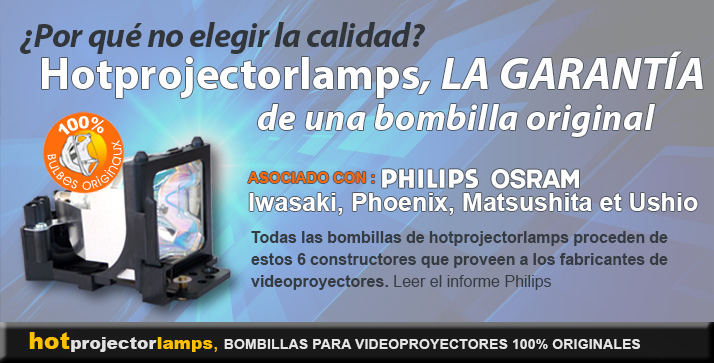 ¿Por qué no elegir la calidad?
Hotprojectorlamps, LA GARANTÍA
de una bombilla original
100%
BULBES ORIGINAUX
ASOCIADO CON : PHILIPS OSRAM
Iwasaki, Phoenix, Matsushita et Ushio
Todas las bombillas de hotprojectorlamps proceden de
estos 6 constructores que proveen a los fabricantes de
videoproyectores. Leer el informe Philips
hotprojectorlamps, BOMBILLAS PARA VIDEOPROYECTORES 100% ORIGINALES